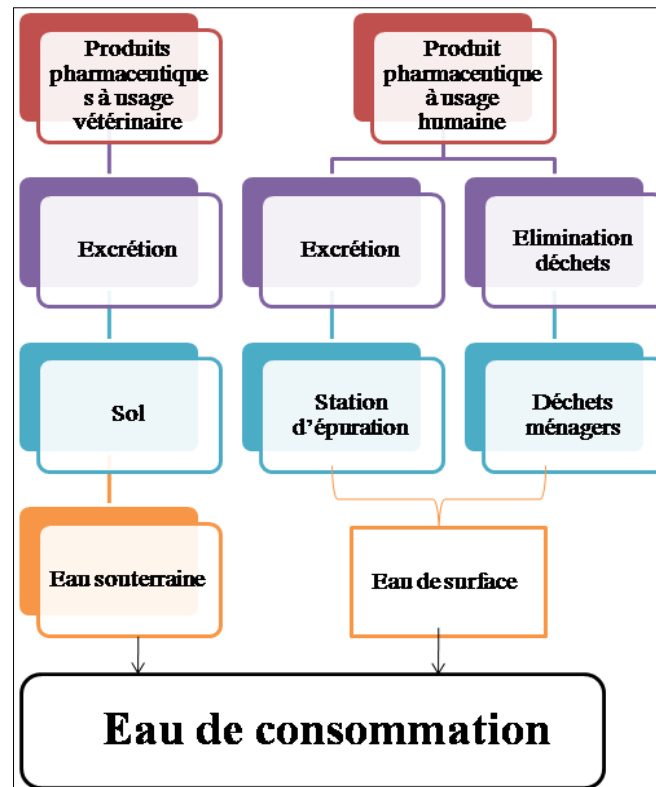 Produits
pharmaceutique
s à usage
vétérinaire
Produit
pharmaceutique
à usage
humaine
Excrétion
Excrétion
Elimination
déchets
Sol
Station
d'épuration
Déchets
ménagers
Eau souterraine
Eau de surface
Eau de consommation